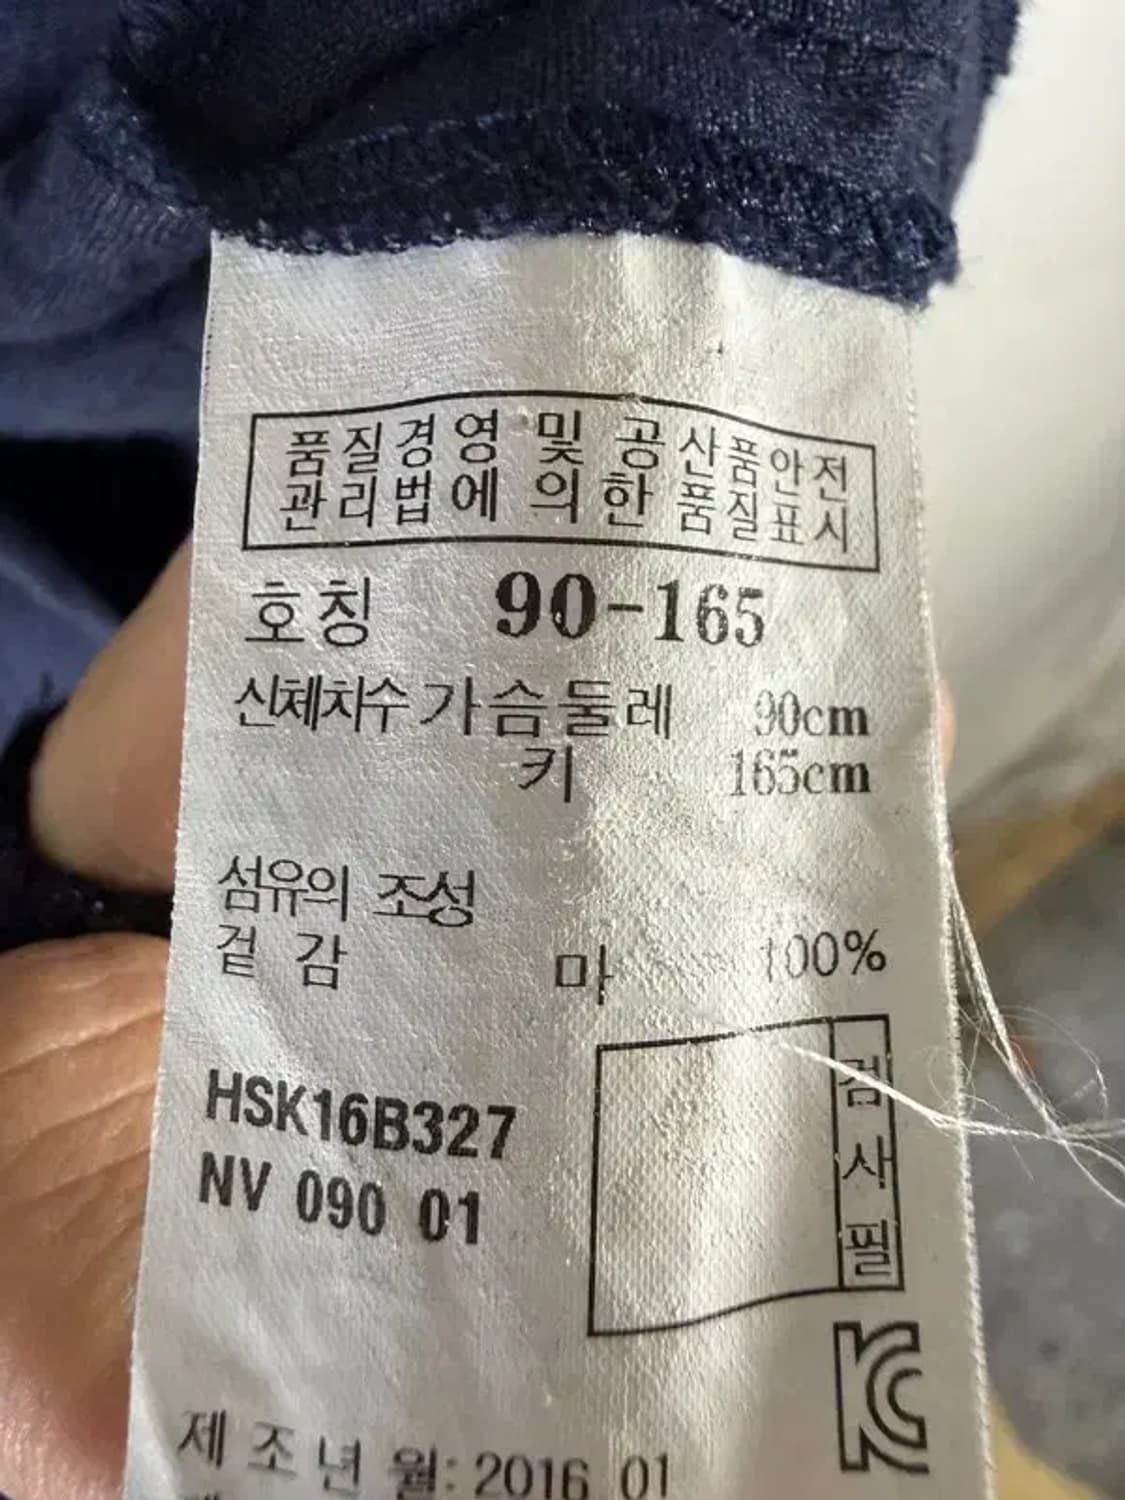 품질경영 및 공산품안전
관리법에 의한 품질표시
호칭 90-165
신체치수 가슴둘레 90cm
키 165cm
섬유의 조성
겉 감 마 100%
HSK16B327
NV 090 01
검사필
KC
제조년월: 2016 01